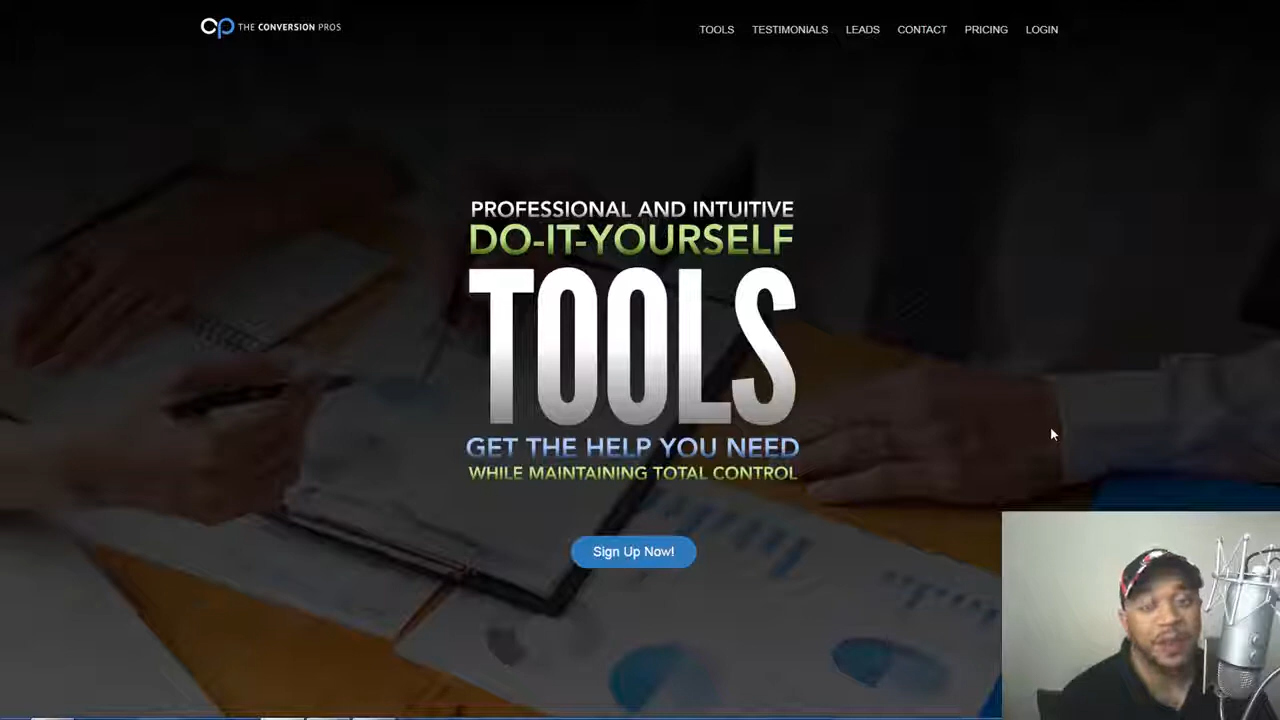 THE CONVERSION PROS
TOOLS TESTIMONIALS LEADS CONTACT PRICING LOGIN
PROFESSIONAL AND INTUITIVE
DO-IT-YOURSELF
TOOLS
GET THE HELP YOU NEED
WHILE MAINTAINING TOTAL CONTROL
Sign Up Now!